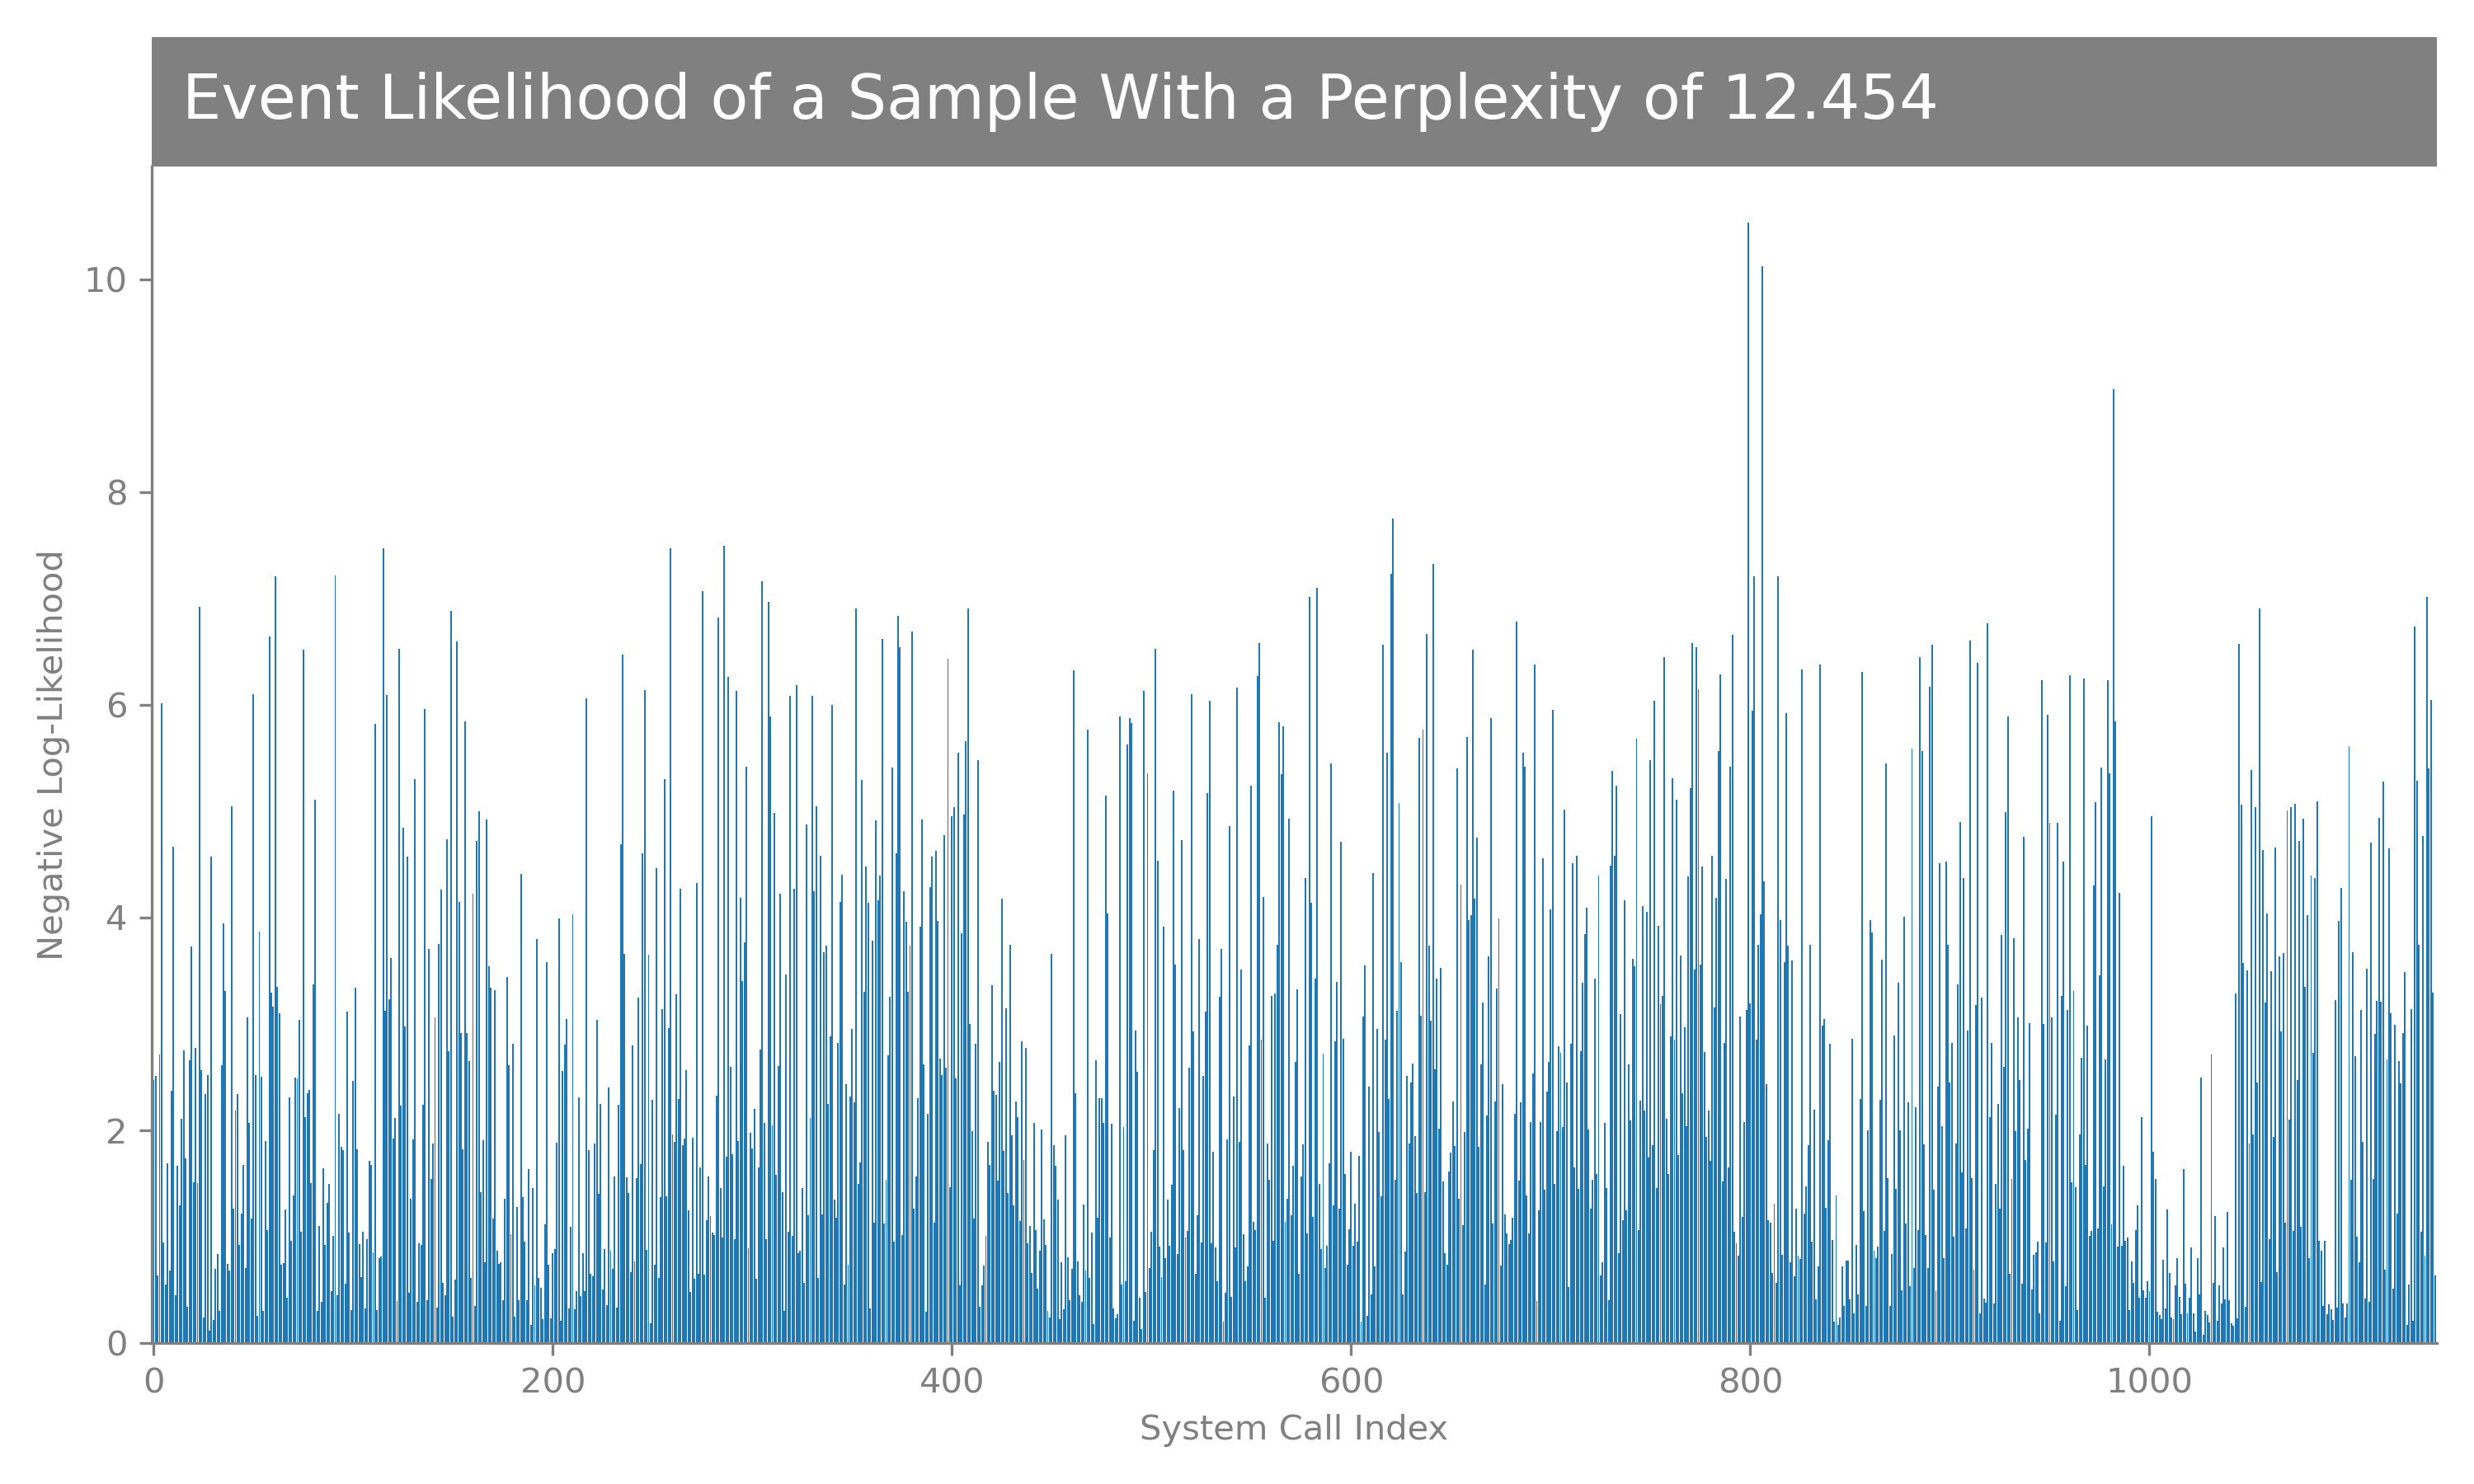 Event Likelihood of a Sample With a Perplexity of 12.454
10
8
6
4
2
0
Negative Log-Likelihood
0 200 400 600 800 1000
System Call Index